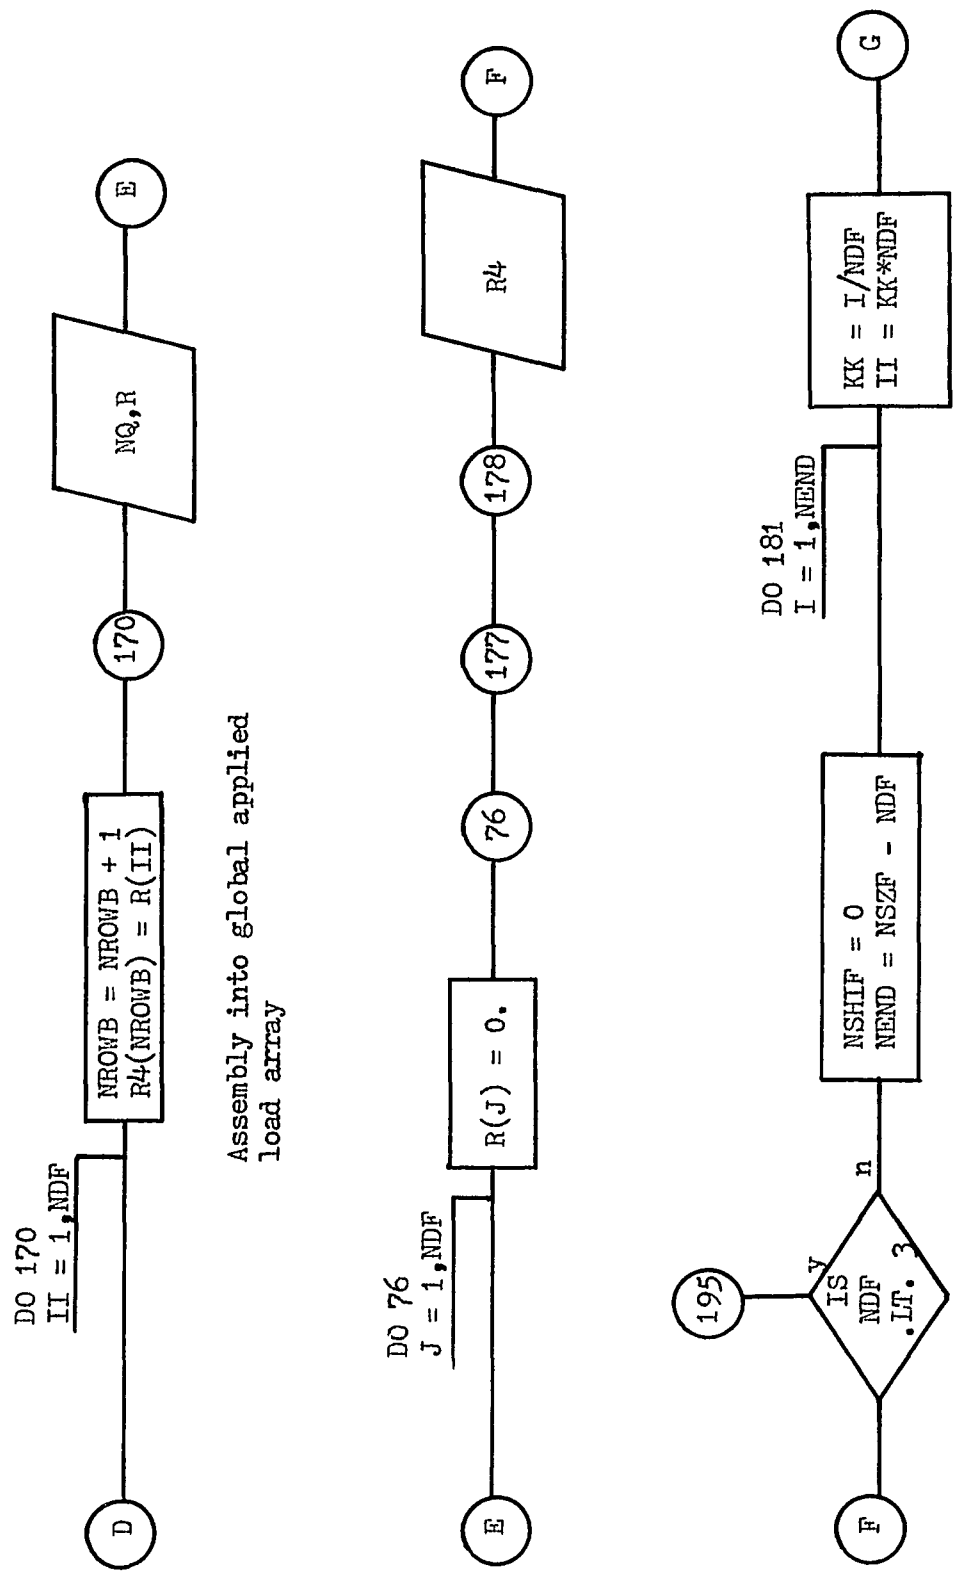 D
DO 170
II = 1,NDF
NROWB = NROWB + 1
R4(NROWB) = R(II)
170
NQ,R
E
Assembly into global applied
load array
E
DO 76
J = 1,NDF
R(J) = 0.
76
177
178
R4
F
F
195
y
IS
NDF
.LT. 3
n
NSHIF = 0
NEND = NSZF - NDF
DO 181
I = 1,NEND
KK = I/NDF
II = KK*NDF
G